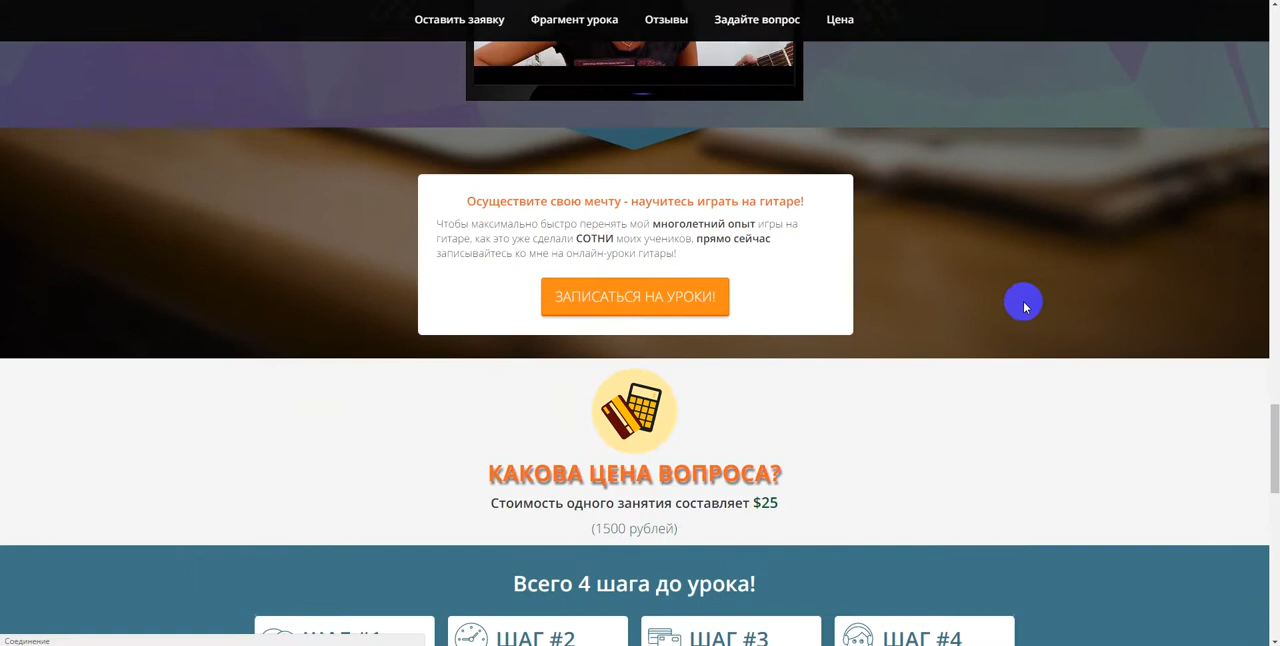 Оставить заявку Фрагмент урока Отзывы Задайте вопрос Цена
Осуществите свою мечту - научитесь играть на гитаре!
Чтобы максимально быстро перенять мой многолетний опыт игры на
гитаре, как это уже сделали СОТНИ моих учеников, прямо сейчас
записывайтесь ко мне на онлайн-уроки гитары!
ЗАПИСАТЬСЯ НА УРОКИ!
КАКОВА ЦЕНА ВОПРОСА?
Стоимость одного занятия составляет $25
(1500 рублей)
Всего 4 шага до урока!
ШАГ #1 ШАГ #2 ШАГ #3 ШАГ #4
Соединение